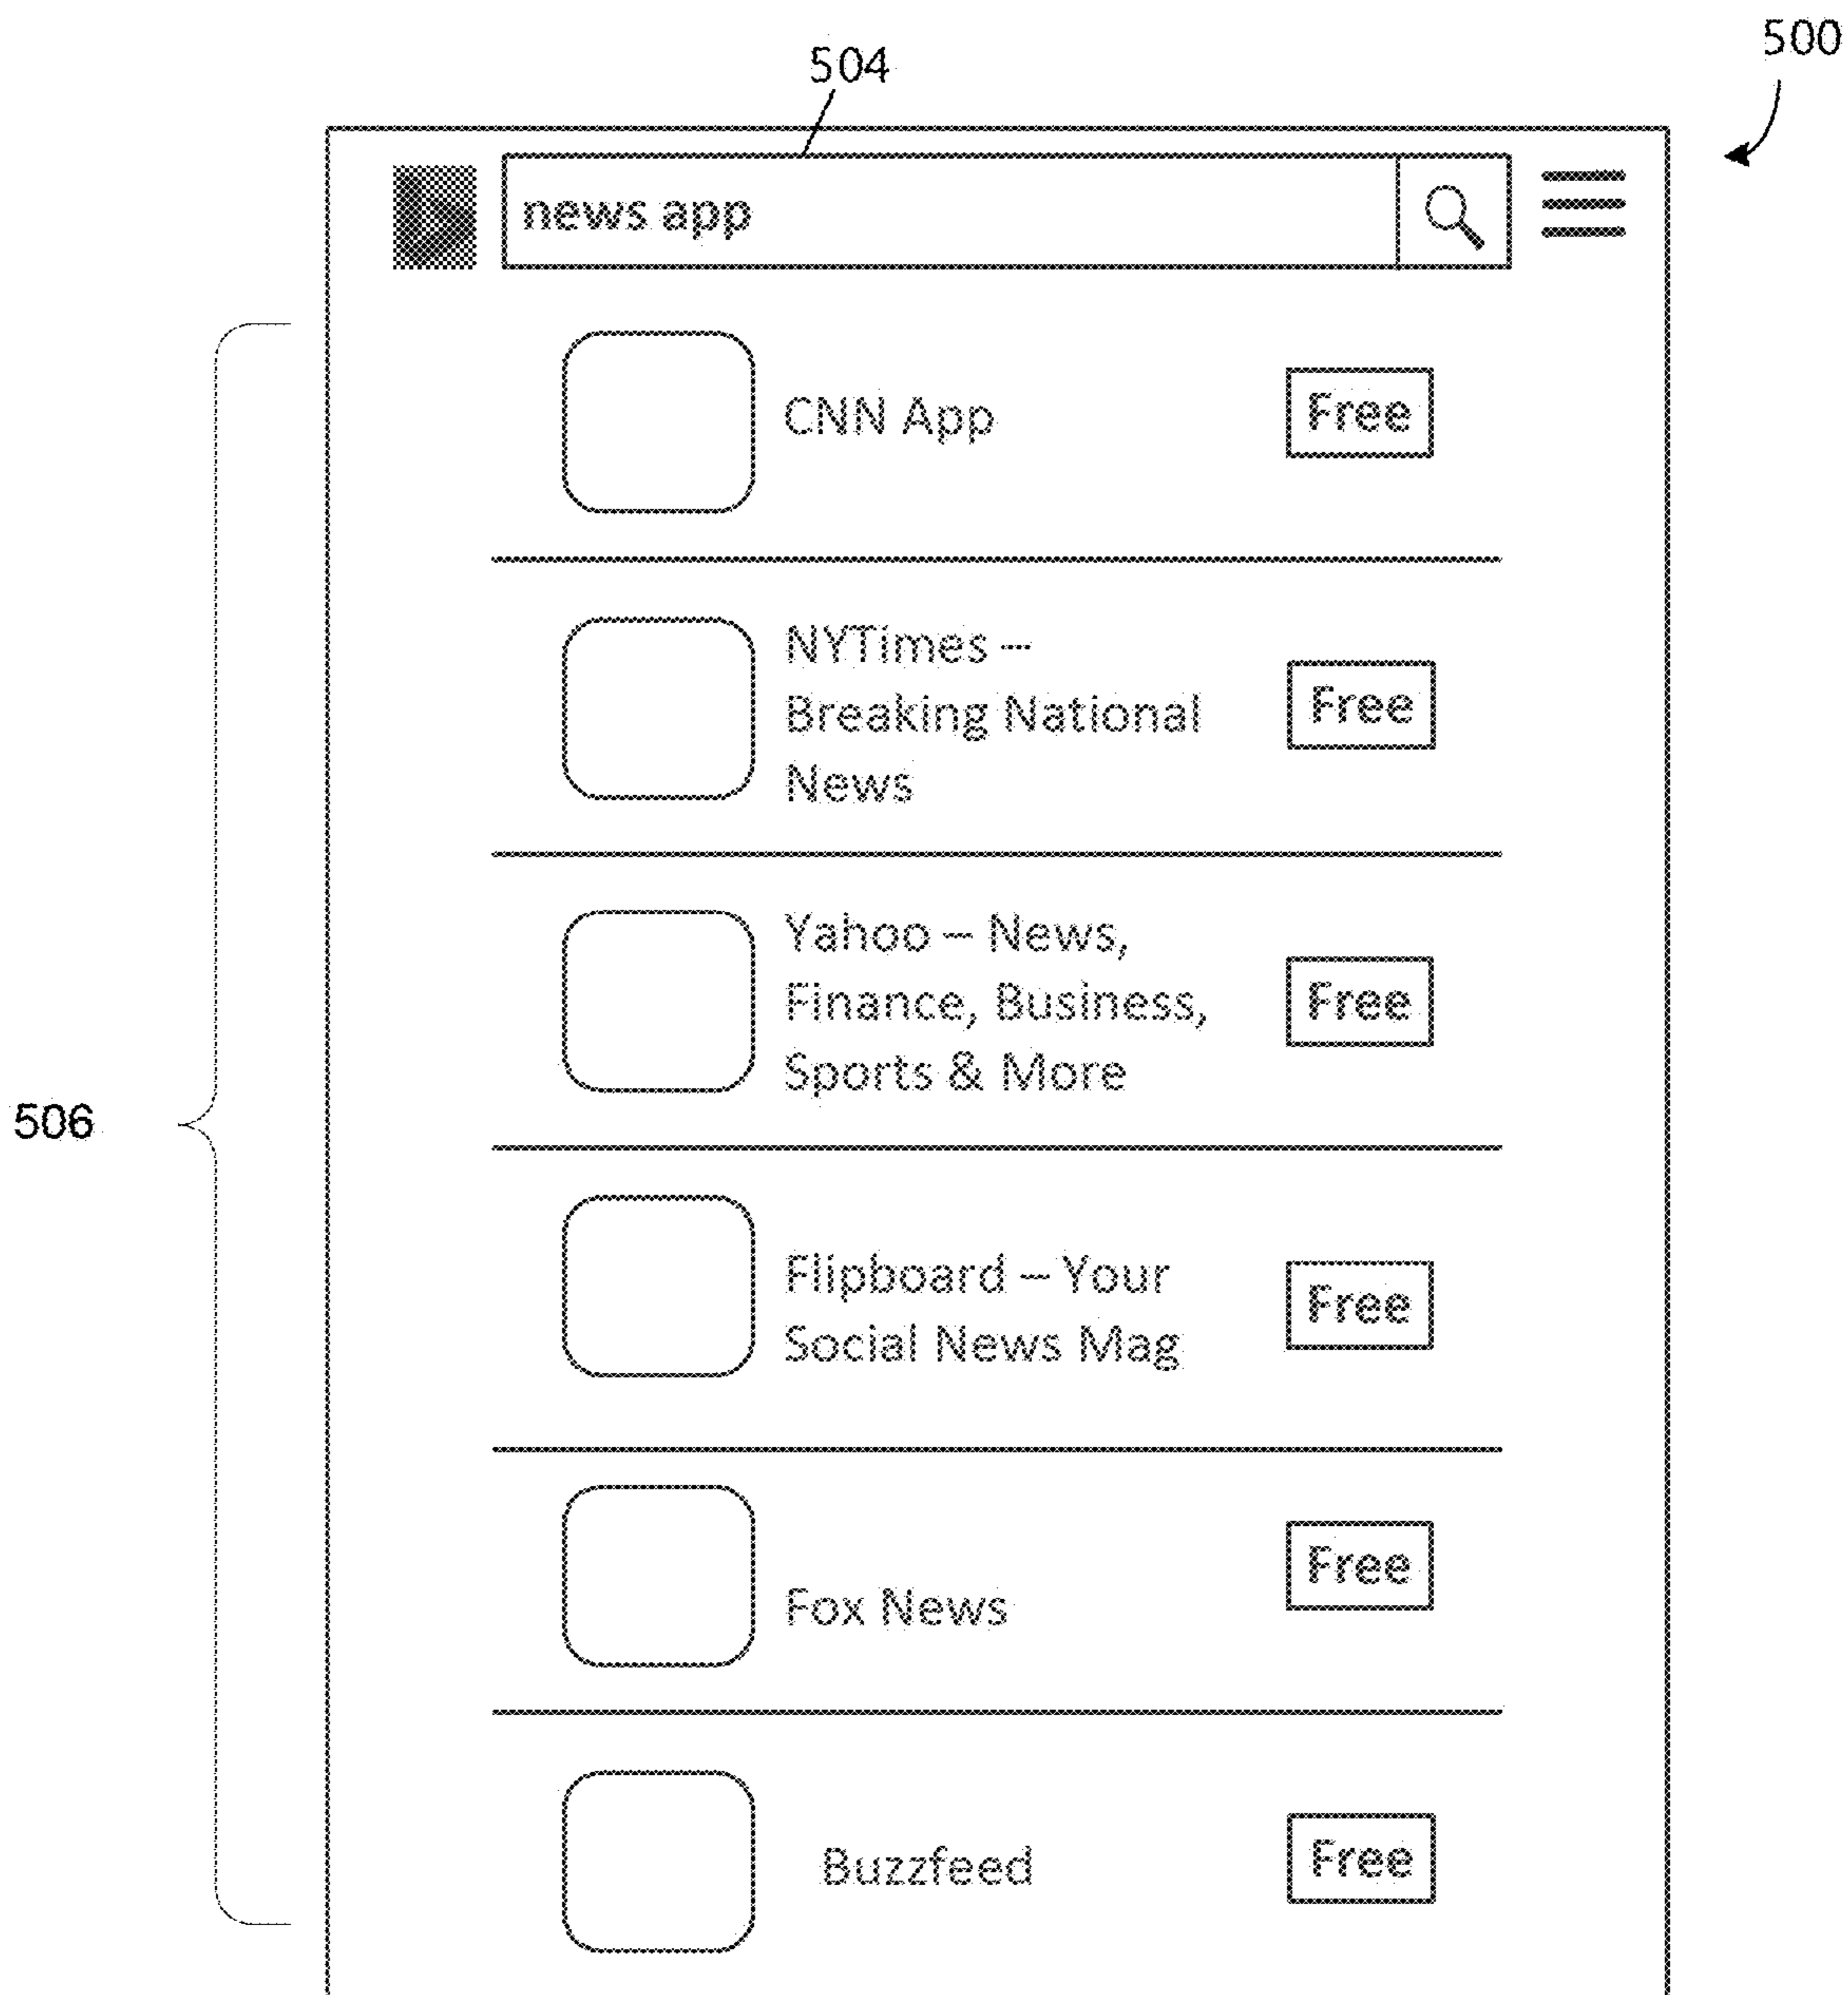 500
504
news app
CNN App
Free
NYTimes –
Breaking National
News
Free
Yahoo – News,
Finance, Business,
Sports & More
Free
506
Flipboard – Your
Social News Mag
Free
Fox News
Free
Buzzfeed
Free